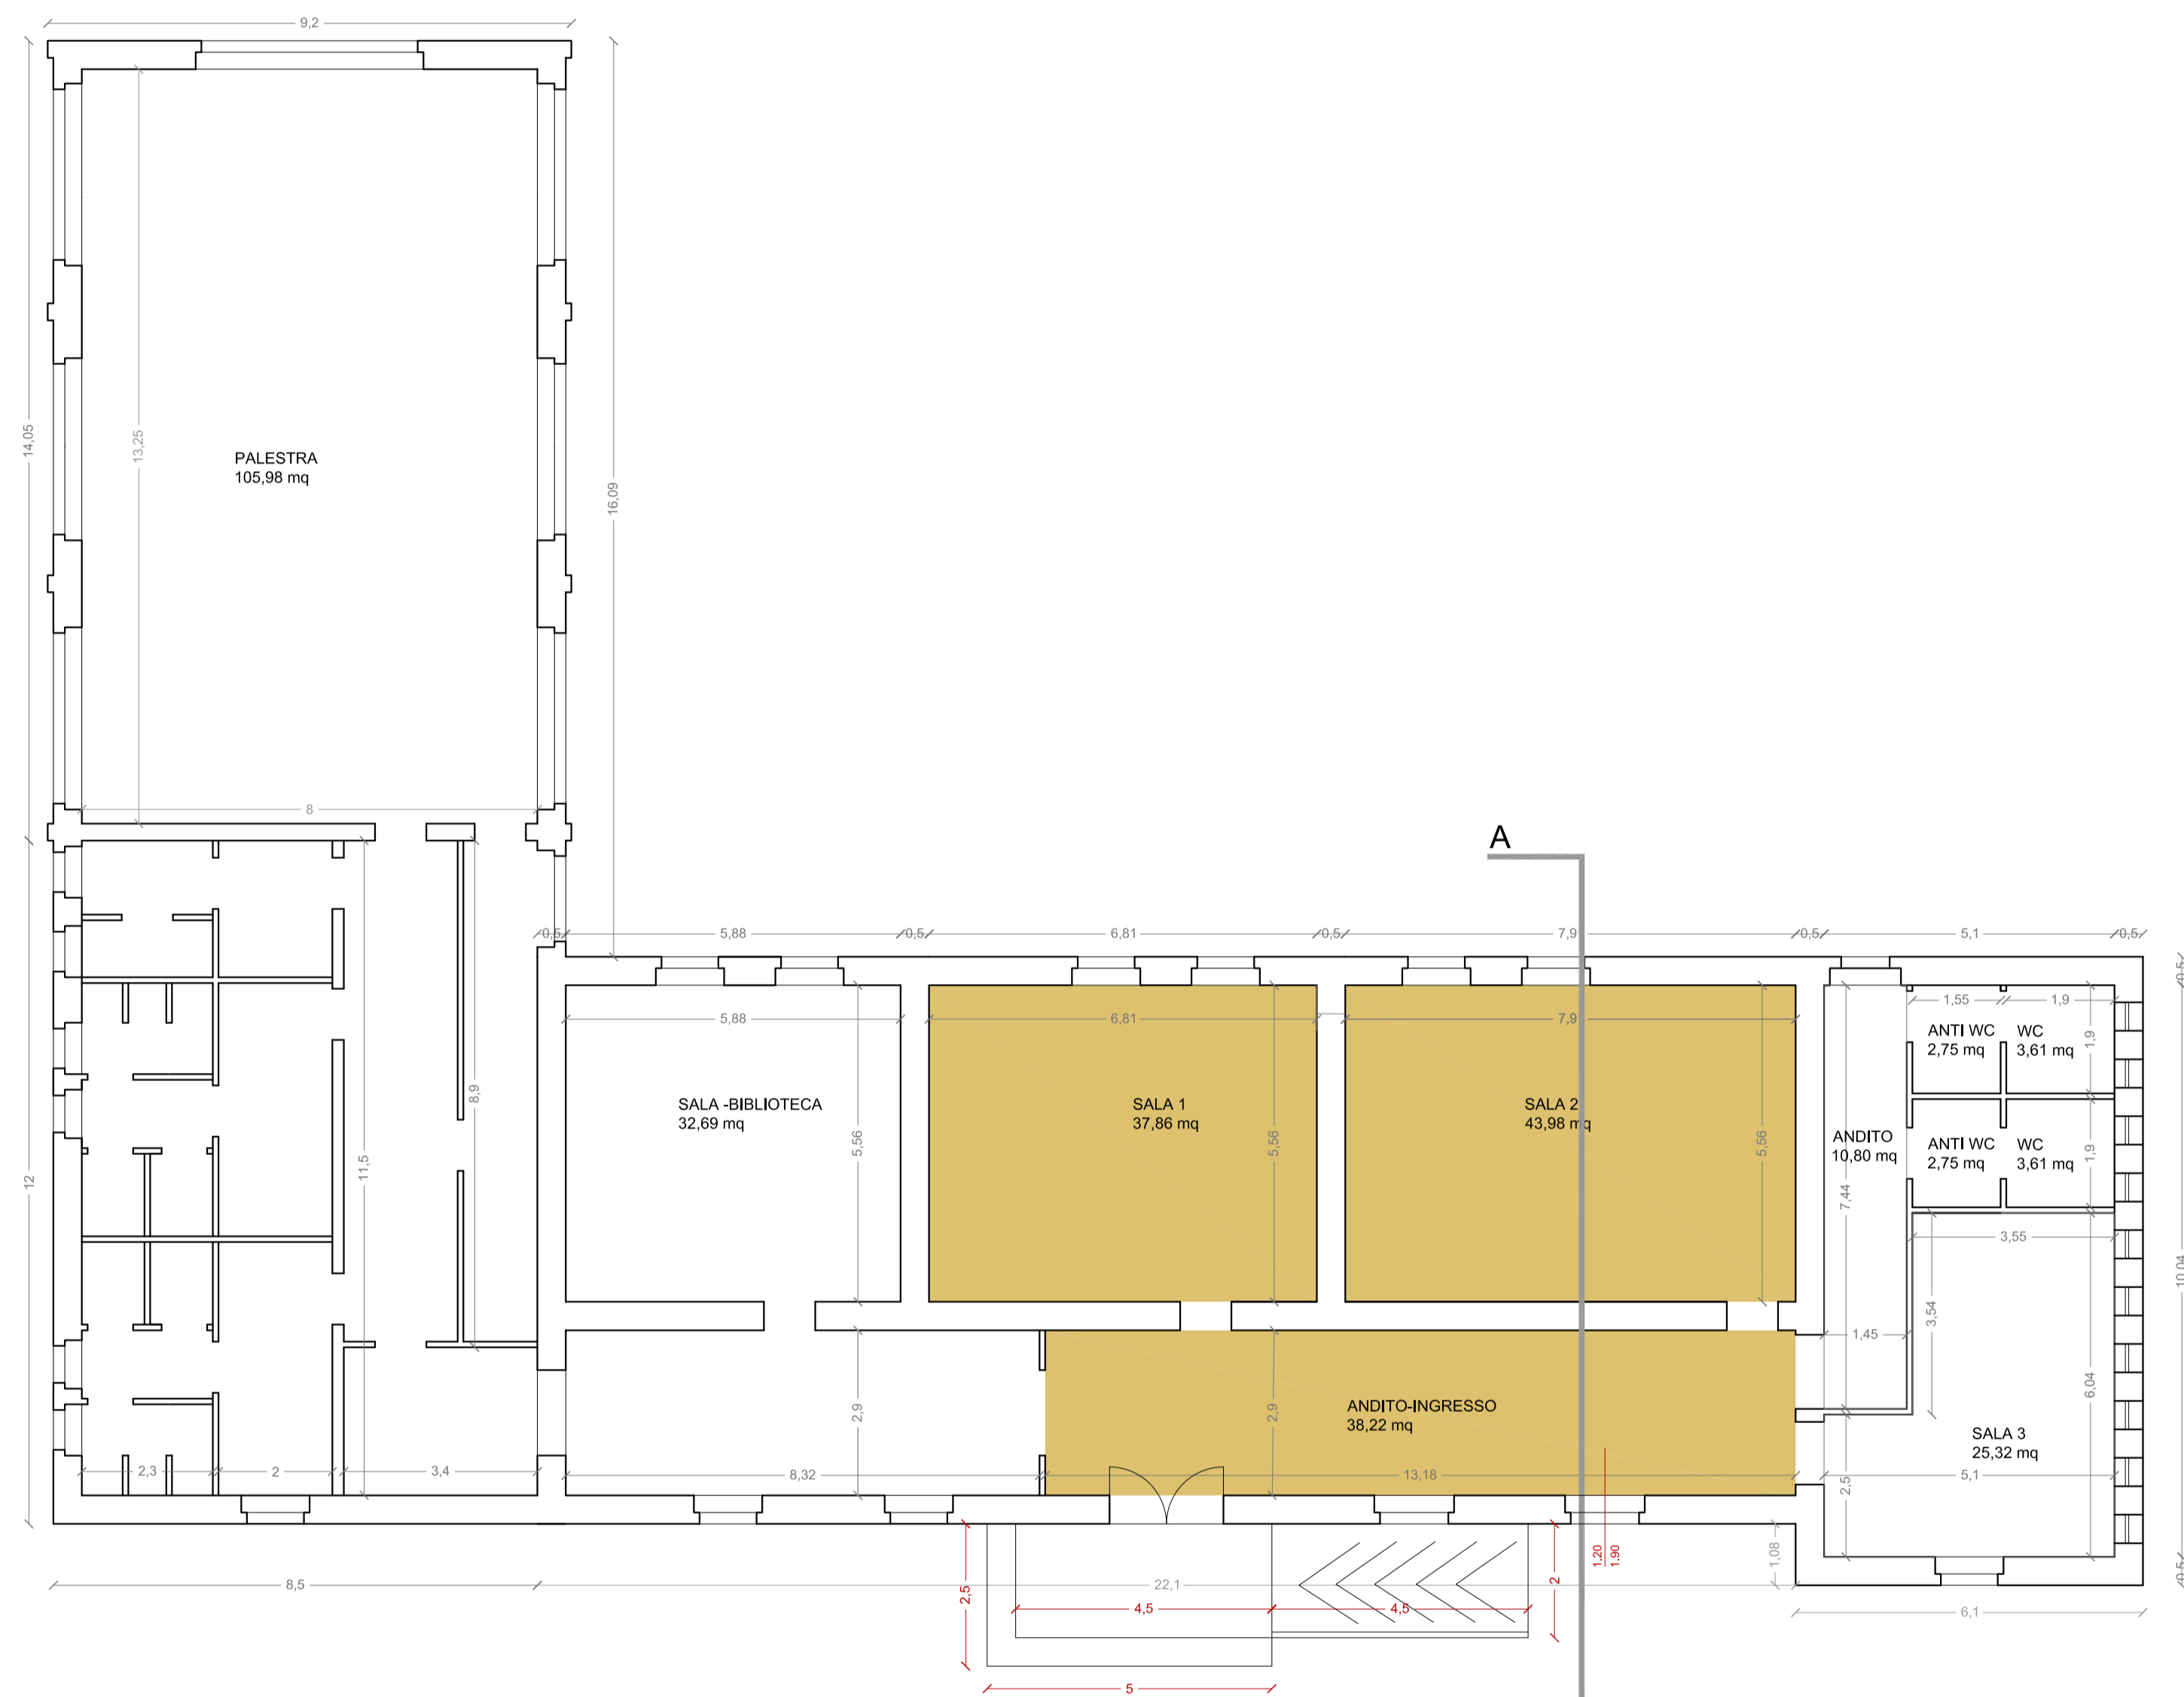 9,2
14,05
13,25
16,09
PALESTRA
105,98 mq
8
A
0,5
5,88
0,5
6,81
0,5
7,91
0,5
5,1
0,5
0,5
5,88
6,81
7,91
1,55
1,9
ANTI WC
2,75 mq
WC
3,61 mq
1,9
8,9
SALA -BIBLIOTECA
32,69 mq
SALA 1
37,86 mq
SALA 2
43,98 mq
5,56
5,56
5,56
ANDITO
10,80 mq
ANTI WC
2,75 mq
WC
3,61 mq
1,9
11,5
12
7,44
3,55
10,04
3,54
1,45
6,04
2,9
2,9
ANDITO-INGRESSO
38,22 mq
SALA 3
25,32 mq
2,3
2
3,4
8,32
13,18
5,1
2,5
1,20
1,90
1,08
8,5
22,1
2,5
4,5
4,5
2
0,5
6,1
5